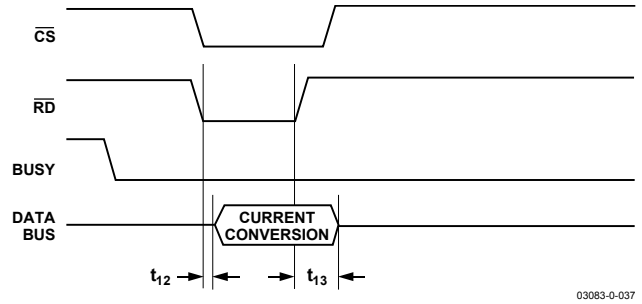 CS
RD
BUSY
DATA
BUS
CURRENT
CONVERSION
t12
t13
03083-0-037